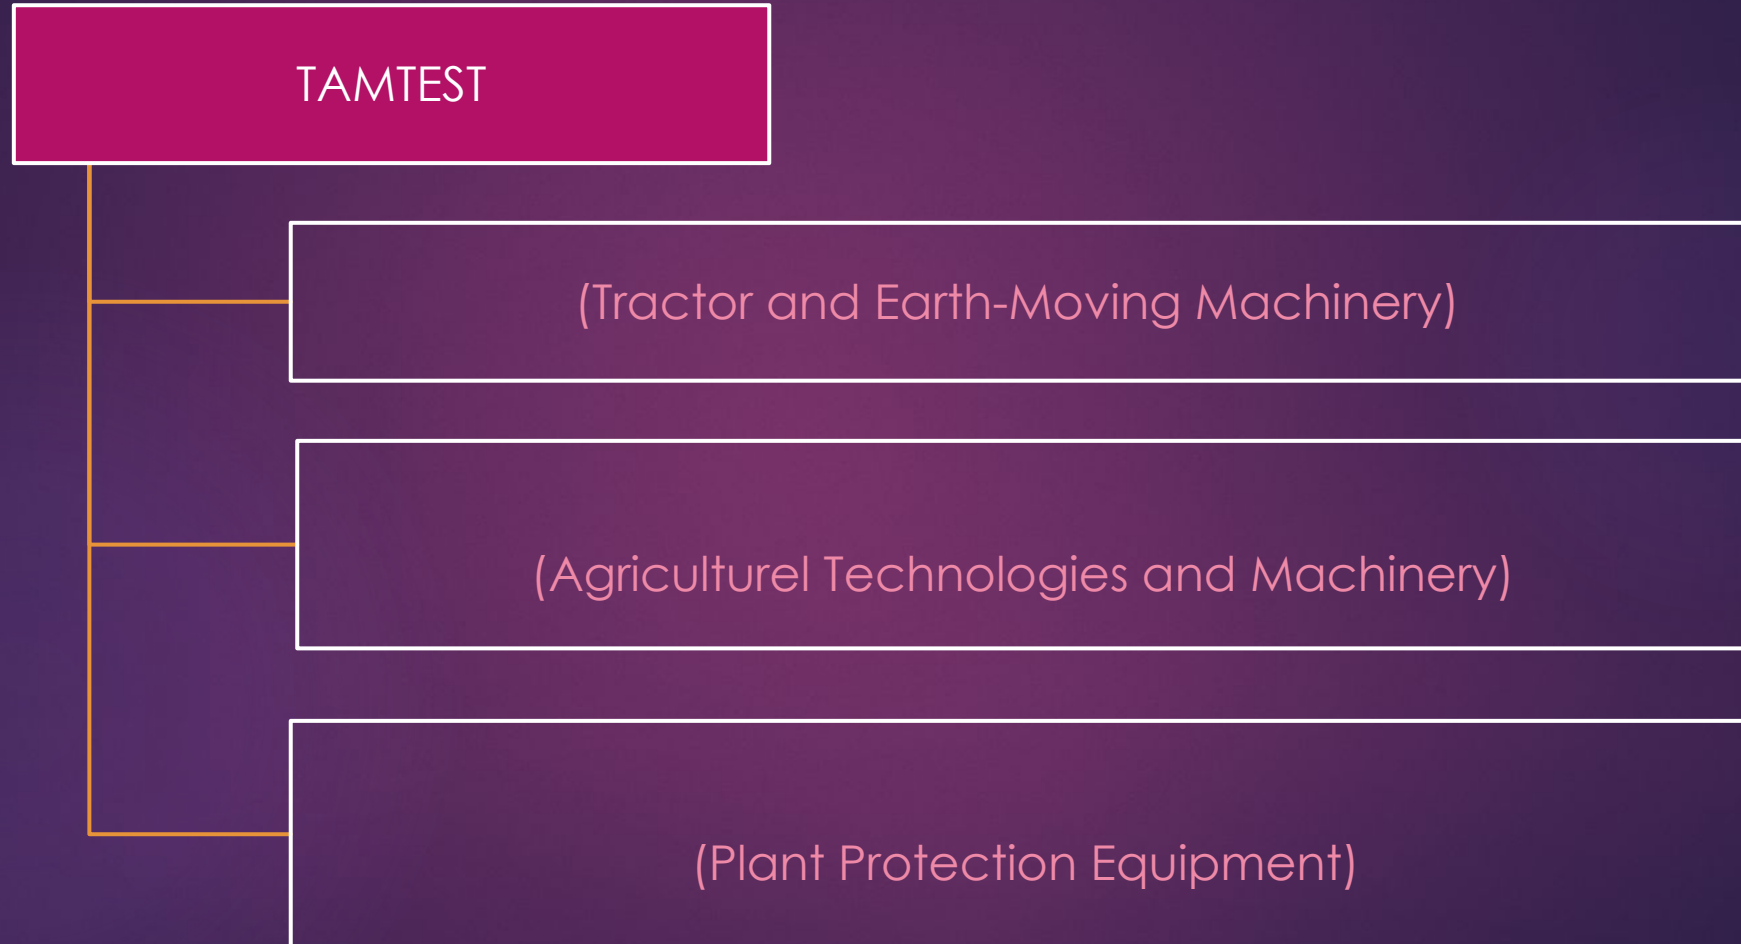 TAMTEST
(Tractor and Earth-Moving Machinery)
(Agriculturel Technologies and Machinery)
(Plant Protection Equipment)